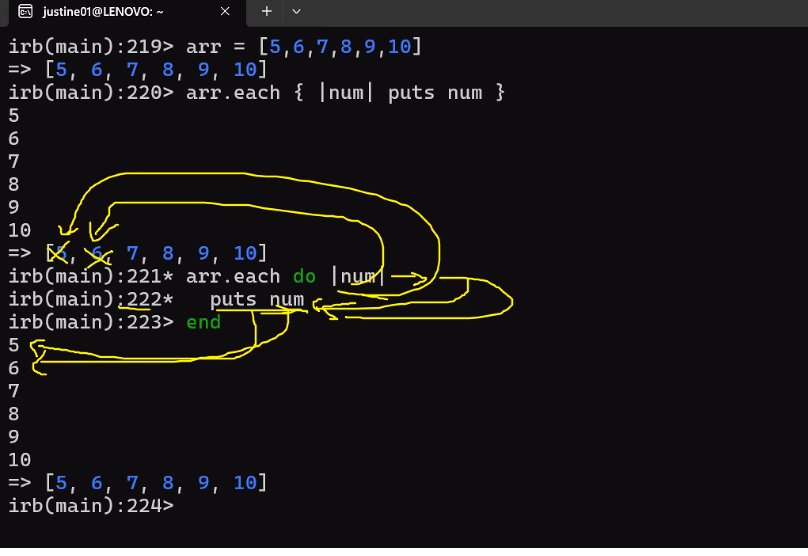 justine01@LENOVO: ~
irb(main):219> arr = [5,6,7,8,9,10]
=> [5, 6, 7, 8, 9, 10]
irb(main):220> arr.each { |num| puts num }
5
6
7
8
9
10
=> [5, 6, 7, 8, 9, 10]
irb(main):221* arr.each do |num|
irb(main):222*   puts num
irb(main):223> end
5
6
7
8
9
10
=> [5, 6, 7, 8, 9, 10]
irb(main):224>